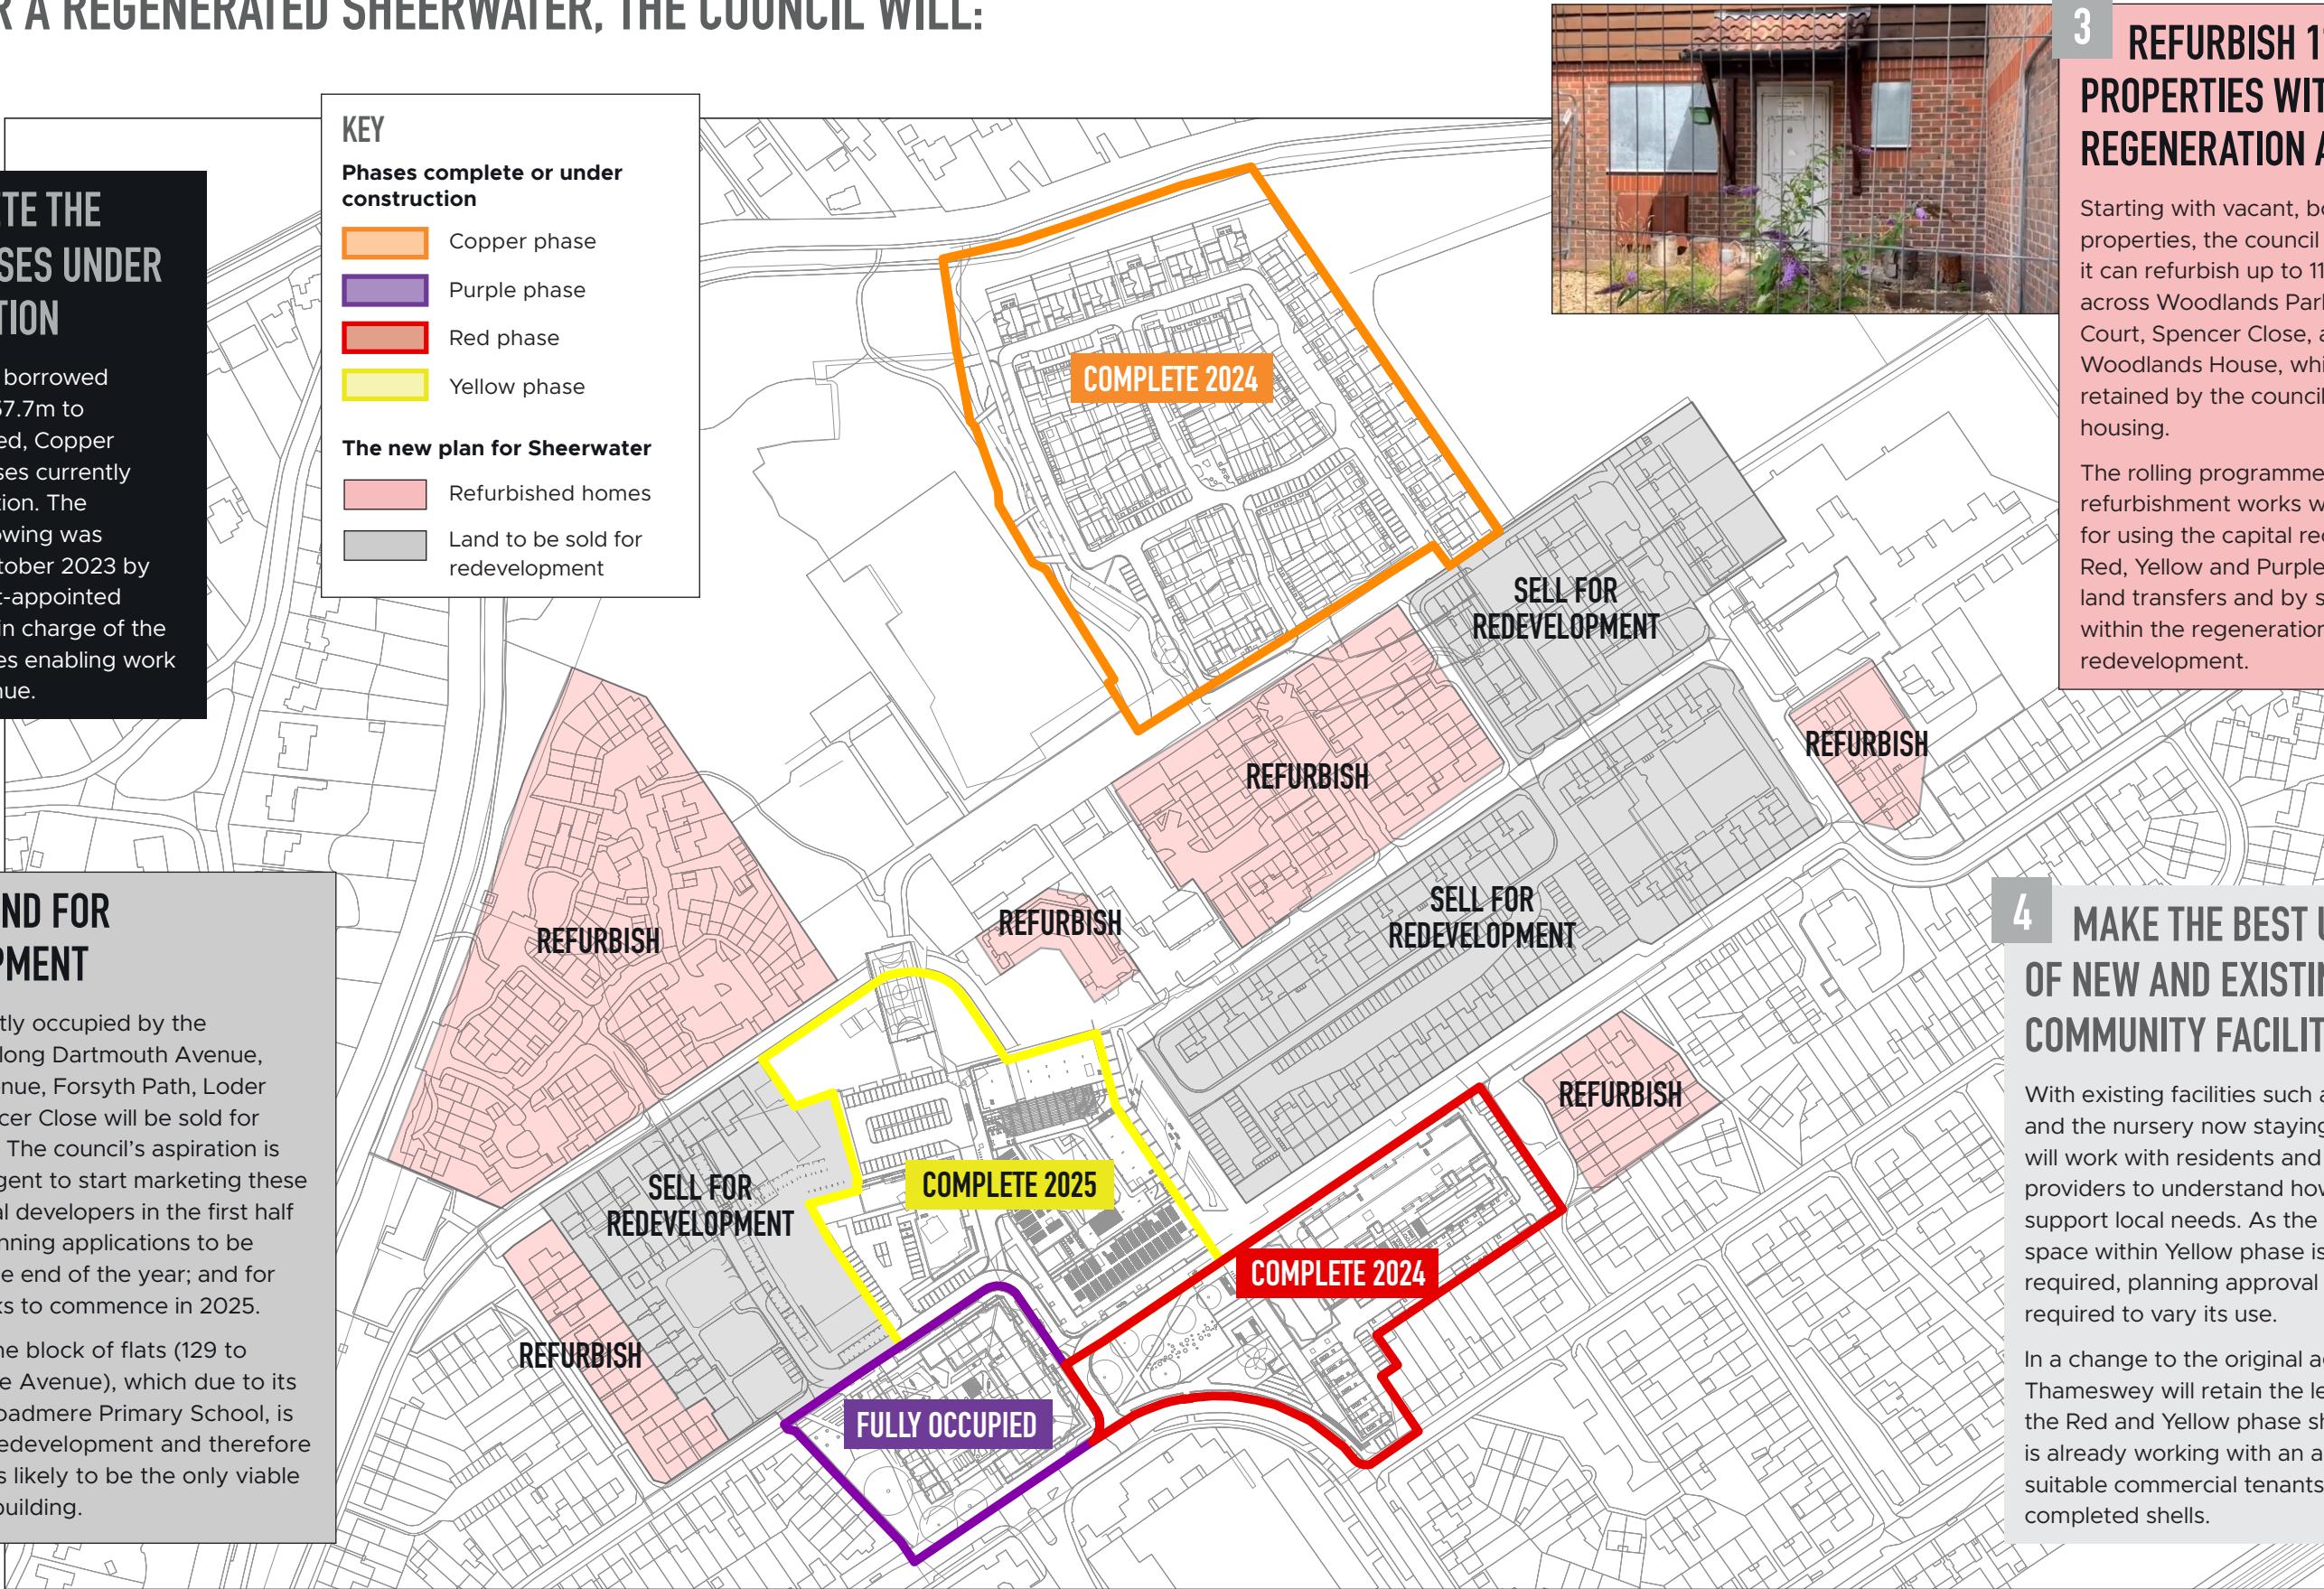 R A REGENERATED SHEERWATER, THE COUNCIL WILL:
TE THE
SES UNDER
TION
borrowed
57.7m to
ed, Copper
ses currently
tion. The
owing was
tober 2023 by
t-appointed
in charge of the
es enabling work
nue.
ND FOR
PMENT
tly occupied by the
long Dartmouth Avenue,
enue, Forsyth Path, Loder
cer Close will be sold for
The council’s aspiration is
gent to start marketing these
al developers in the first half
nning applications to be
e end of the year; and for
ks to commence in 2025.
ne block of flats (129 to
e Avenue), which due to its
oadmere Primary School, is
edevelopment and therefore
s likely to be the only viable
building.
KEY
Phases complete or under
construction
Copper phase
Purple phase
Red phase
Yellow phase
The new plan for Sheerwater
Refurbished homes
Land to be sold for
redevelopment
COMPLETE 2024
SELL FOR
REDEVELOPMENT
REFURBISH
REFURBISH
SELL FOR
REDEVELOPMENT
REFURBISH
REFURBISH
REFURBISH
SELL FOR
REDEVELOPMENT
COMPLETE 2025
COMPLETE 2024
REFURBISH
FULLY OCCUPIED
3
REFURBISH 11
PROPERTIES WIT
REGENERATION A
Starting with vacant, bo
properties, the council
it can refurbish up to 11
across Woodlands Park
Court, Spencer Close, a
Woodlands House, whi
retained by the council
housing.
The rolling programme
refurbishment works w
for using the capital rec
Red, Yellow and Purple
land transfers and by s
within the regeneration
redevelopment.
4
MAKE THE BEST U
OF NEW AND EXISTIN
COMMUNITY FACILIT
With existing facilities such a
and the nursery now staying
will work with residents and
providers to understand how
support local needs. As the
space within Yellow phase is
required, planning approval
required to vary its use.
In a change to the original ag
Thameswey will retain the le
the Red and Yellow phase sh
is already working with an a
suitable commercial tenants
completed shells.